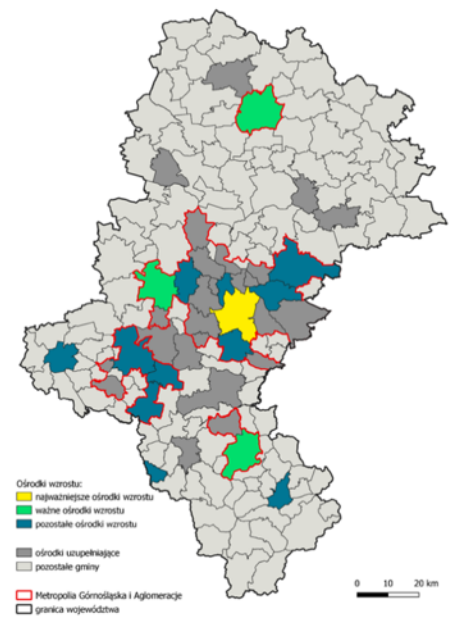 Ośrodki wzrostu:
najważniejsze ośrodki wzrostu
ważne ośrodki wzrostu
pozostałe ośrodki wzrostu
ośrodki uzupełniające
pozostałe gminy
Metropolia Górnośląska i Aglomeracje
granica województwa
0 10 20 km